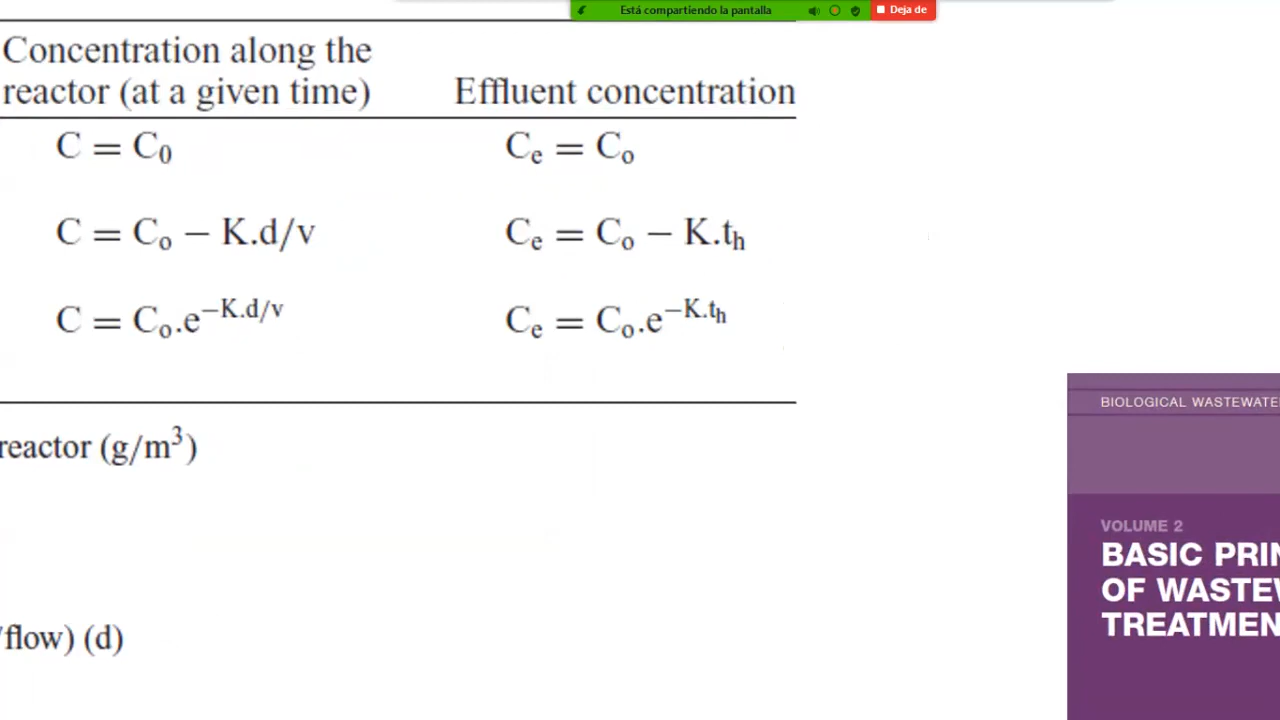 Está compartiendo la pantalla
Deja de
Concentration along the
reactor (at a given time)
Effluent concentration
C = C₀
Cₑ = Cₒ
C = Cₒ − K.d/v
Cₑ = Cₒ − K.tₕ
C = Cₒ.e^−K.d/v
Cₑ = Cₒ.e^−K.tₕ
reactor (g/m³)
/flow) (d)
BIOLOGICAL WASTEWATE
VOLUME 2
BASIC PRIN
OF WASTEW
TREATMEN